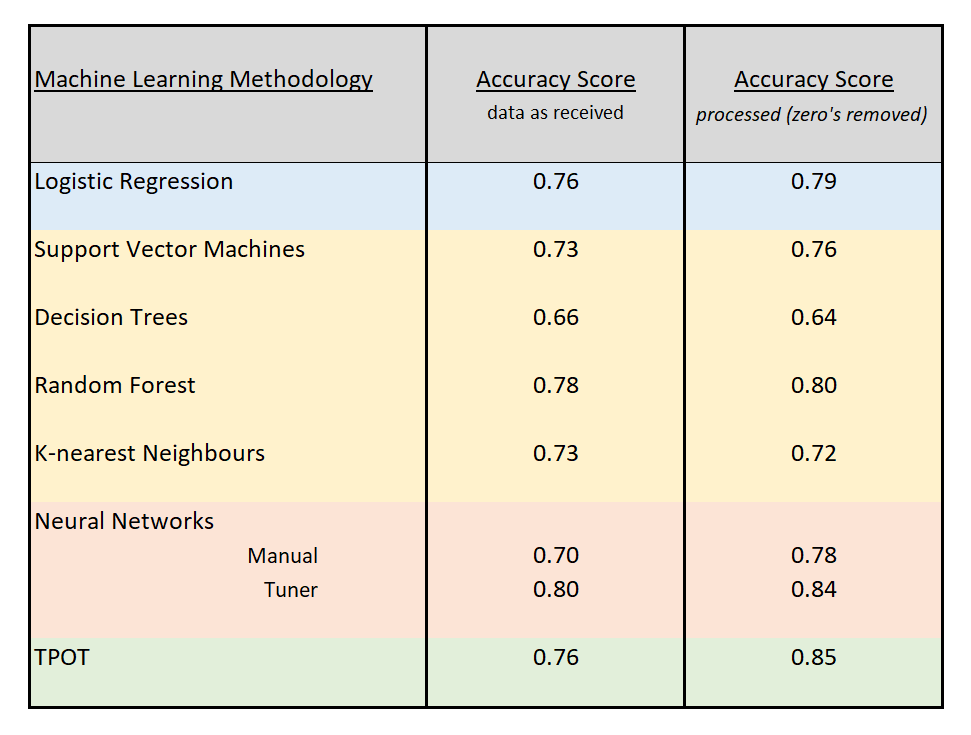 Machine Learning Methodology Accuracy Score Accuracy Score
data as received processed (zero's removed)
Logistic Regression 0.76 0.79
Support Vector Machines 0.73 0.76
Decision Trees 0.66 0.64
Random Forest 0.78 0.80
K-nearest Neighbours 0.73 0.72
Neural Networks
Manual 0.70 0.78
Tuner 0.80 0.84
TPOT 0.76 0.85